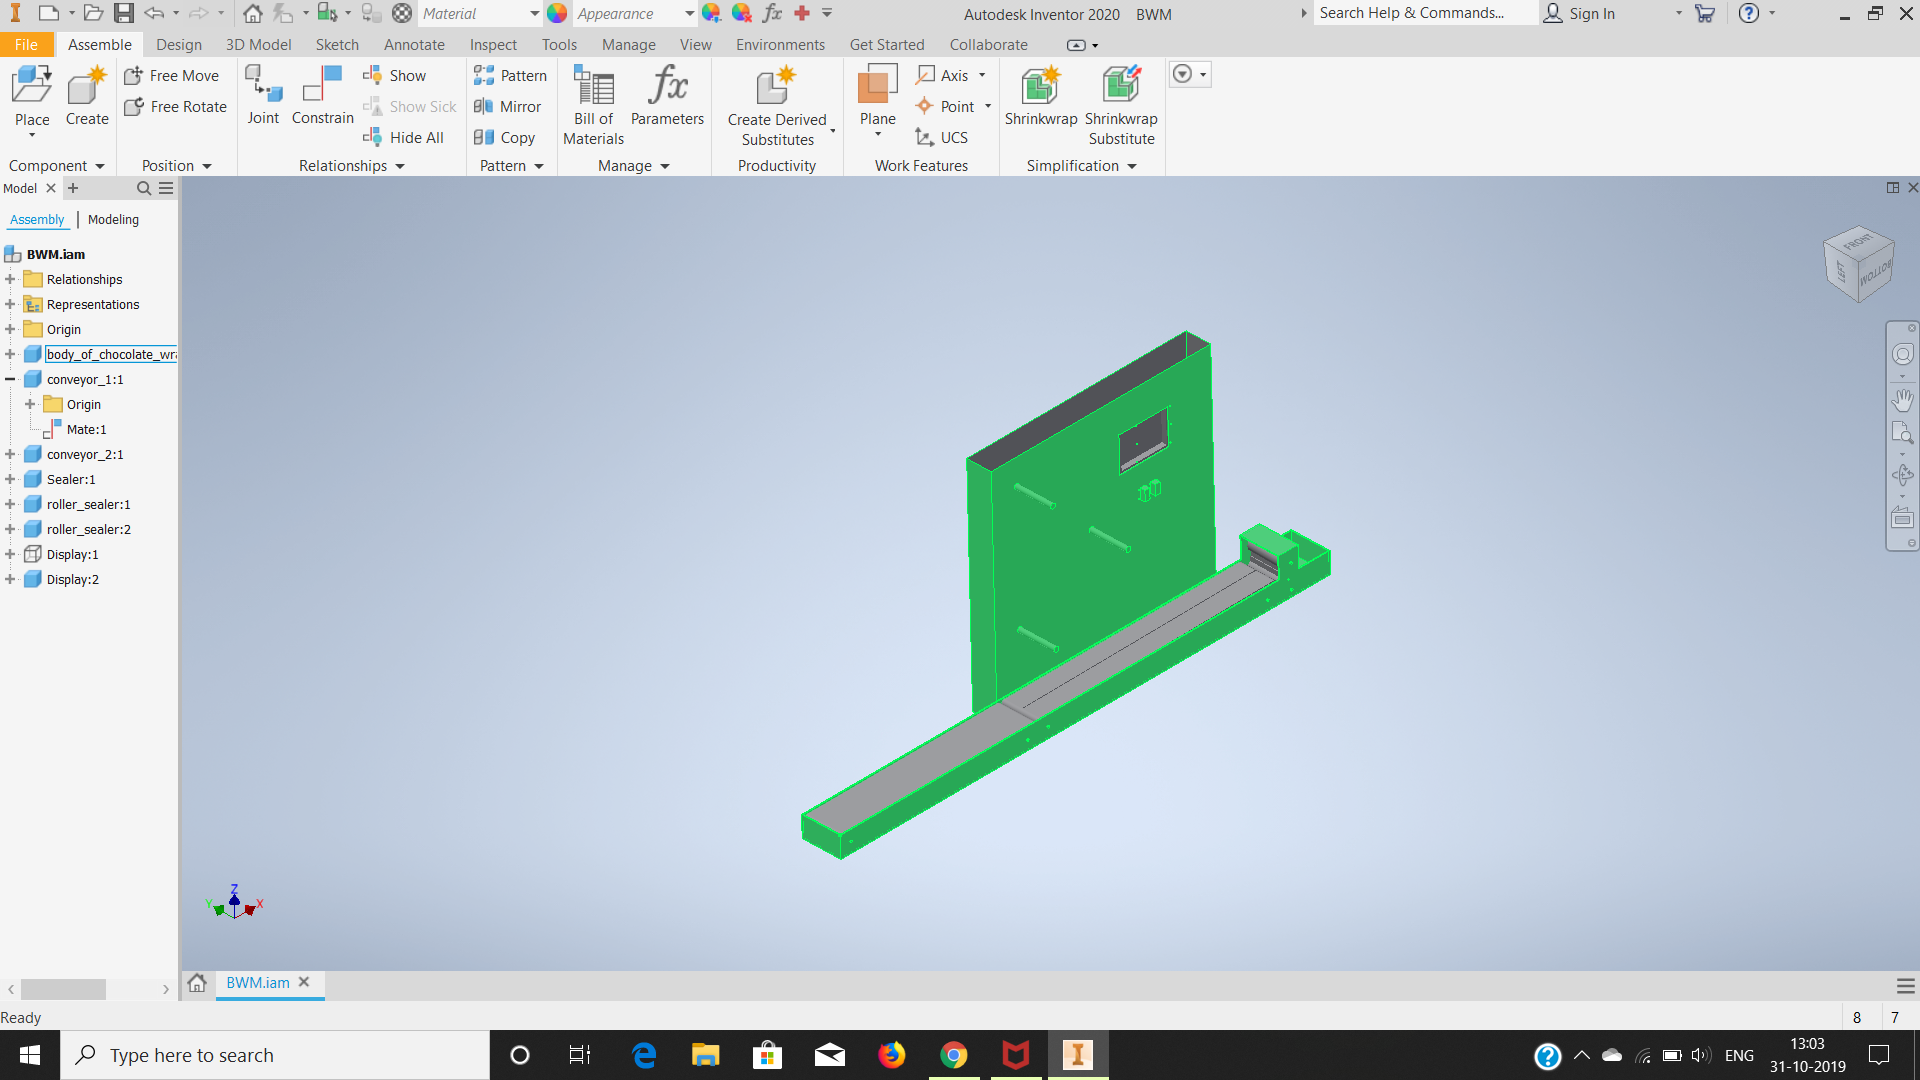 Material
Appearance
Autodesk Inventor 2020 BWM
Search Help & Commands...
Sign In
File Assemble Design 3D Model Sketch Annotate Inspect Tools Manage View Environments Get Started Collaborate
Place
Create
Free Move
Free Rotate
Joint
Constrain
Show
Show Sick
Hide All
Pattern
Mirror
Copy
Bill of
Materials
Parameters
Create Derived
Substitutes
Plane
Axis
Point
UCS
Shrinkwrap
Shrinkwrap
Substitute
Component Position Relationships Pattern Manage Productivity Work Features Simplification
Model
Assembly | Modeling
BWM.iam
Relationships
Representations
Origin
body_of_chocolate_wra
conveyor_1:1
Origin
Mate:1
conveyor_2:1
Sealer:1
roller_sealer:1
roller_sealer:2
Display:1
Display:2
FRONT
LEFT
BOTTOM
Z
Y
X
BWM.iam
Ready
8 7
Type here to search
ENG
13:03
31-10-2019